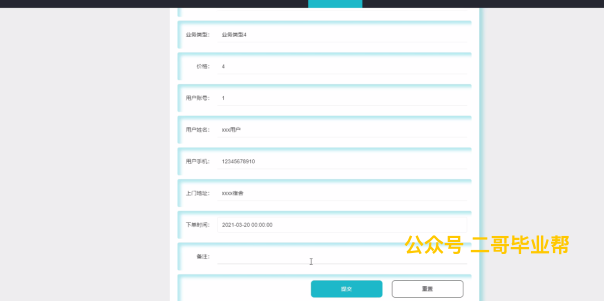 业务类型： 业务类型4
价格： 4
用户账号： 1
用户姓名： xxx用户
用户手机： 12345678910
上门地址： xxxx宿舍
下单时间： 2021-03-20 00:00:00
公众号 二哥毕业帮
备注：
提交 重置